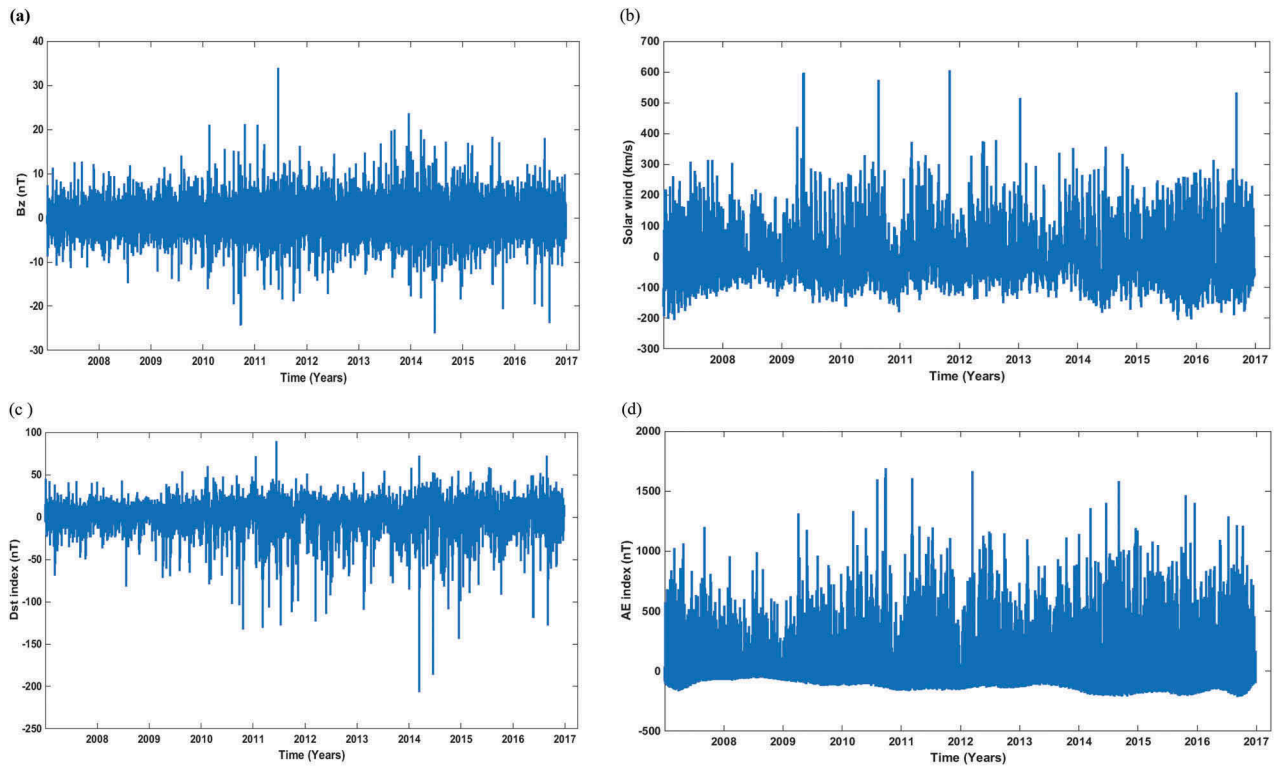 (a)
40
30
20
10
0
-10
-20
-30
Bz (nT)
2008 2009 2010 2011 2012 2013 2014 2015 2016 2017
Time (Years)
(b)
700
600
500
400
300
200
100
0
-100
-200
-300
Solar wind (km/s)
2008 2009 2010 2011 2012 2013 2014 2015 2016 2017
Time (Years)
(c )
100
50
0
-50
-100
-150
-200
-250
Dst index (nT)
2008 2009 2010 2011 2012 2013 2014 2015 2016 2017
Time (Years)
(d)
2000
1500
1000
500
0
-500
AE index (nT)
2008 2009 2010 2011 2012 2013 2014 2015 2016 2017
Time (Years)